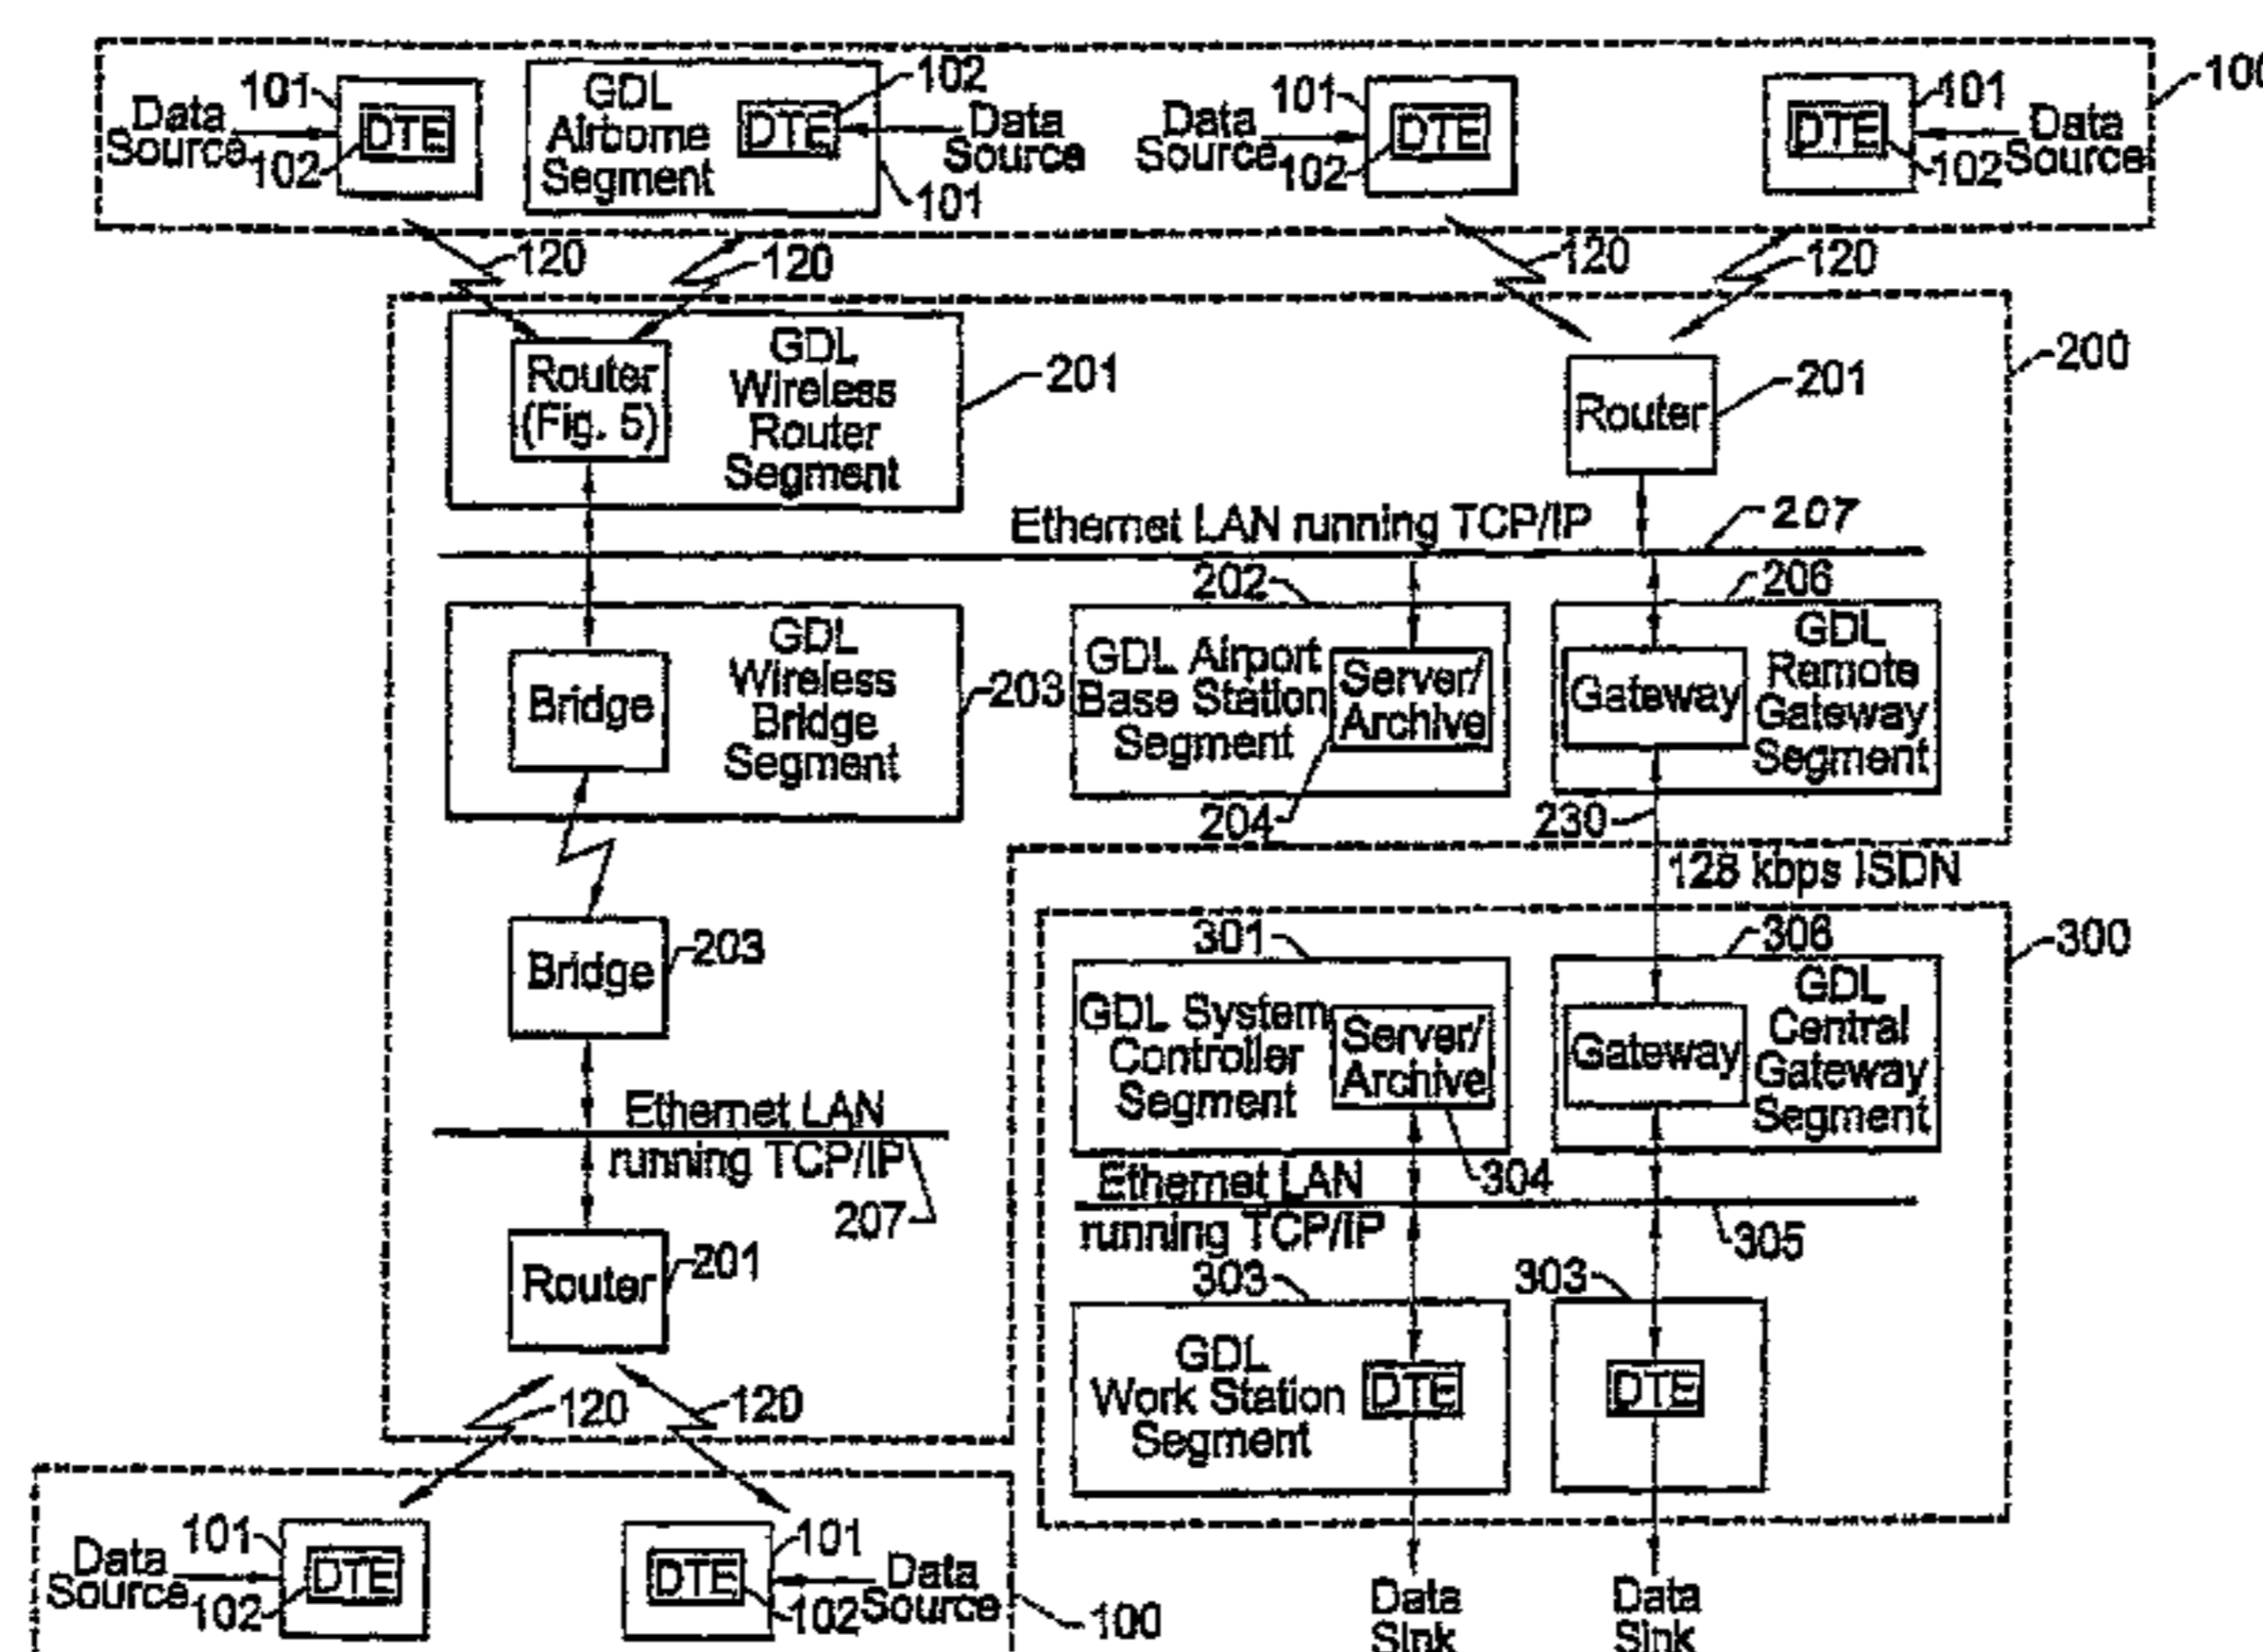 101
102
100
GDL
Airborne
Segment
DTE
Data
Source
102
DTE
Data
Source
101
Data
Source
101
102
DTE
DTE
101
102
Data
Source
120
120
120
120
Router
(Fig. 5)
GDL
Wireless
Router
Segment
201
Router
201
200
Ethernet LAN running TCP/IP
207
Bridge
GDL
Wireless
Bridge
Segment
203
202
GDL Airport
Base Station
Segment
Server/
Archive
204
206
Gateway
GDL
Remote
Gateway
Segment
230
128 kbps ISDN
Bridge
203
301
GDL System
Controller
Segment
Server/
Archive
304
306
Gateway
GDL
Central
Gateway
Segment
300
Ethernet LAN
running TCP/IP
207
Ethernet LAN
running TCP/IP
305
Router
201
303
GDL
Work Station
Segment
DTE
303
DTE
120
120
Data
Source
101
102
DTE
DTE
101
102
Data
Source
100
Data
Sink
Data
Sink